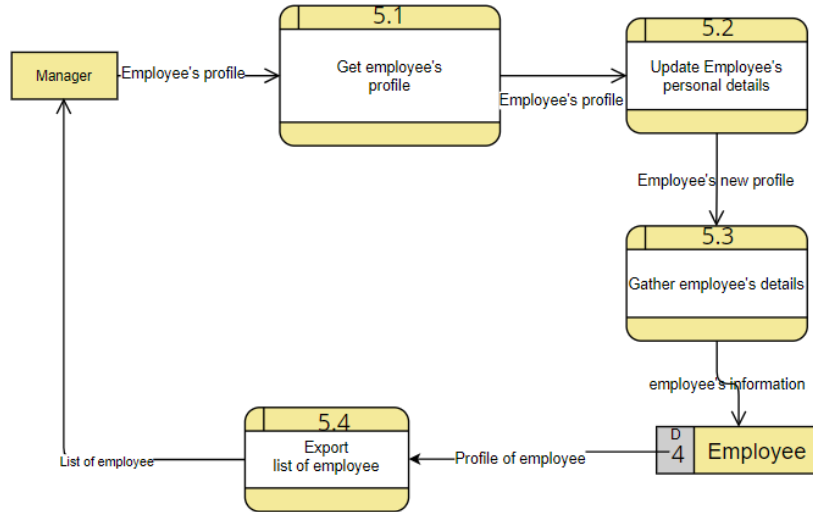 5.1
5.2
Manager
Employee's profile
Get employee's
profile
Employee's profile
Update Employee's
personal details
Employee's new profile
5.3
Gather employee's details
employee's information
5.4
Export
list of employee
List of employee
Profile of employee
D
4
Employee